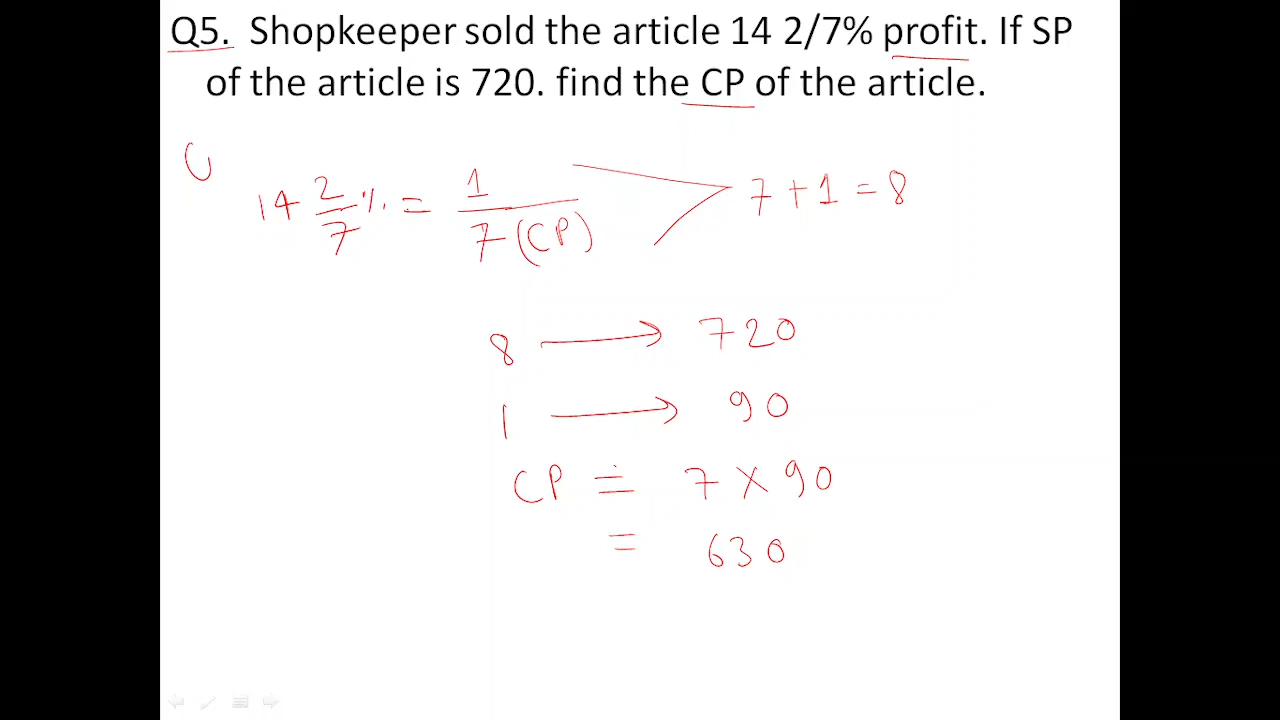 Q5. Shopkeeper sold the article 14 2/7% profit. If SP
of the article is 720. find the CP of the article.
14 2/7 % = 1/7 (CP) 7 + 1 = 8
8 → 720
1 → 90
CP = 7 × 90
= 630